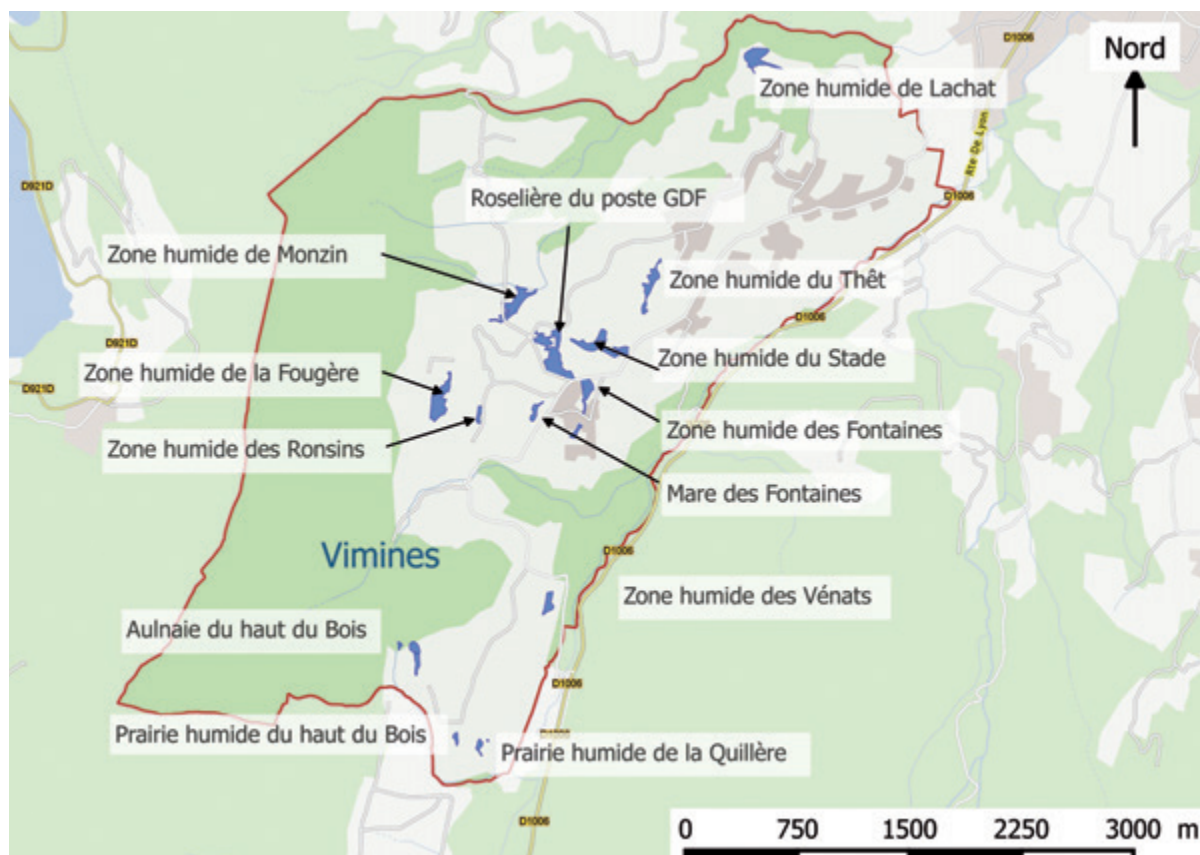 D1006
Nord
Zone humide de Lachat
Rte De Lyon
D921D
Roselière du poste GDF
D1006
Zone humide de Monzin
Zone humide du Thêt
D1006
D921D
Zone humide du Stade
Zone humide de la Fougère
D921D
Zone humide des Fontaines
Zone humide des Ronsins
Mare des Fontaines
Vimines
D1006
Zone humide des Vénats
Aulnaie du haut du Bois
D1006
Prairie humide du haut du Bois
Prairie humide de la Quillère
D1006
0 750 1500 2250 3000 m